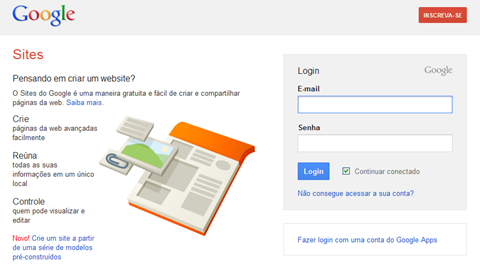 Google
INSCREVA-SE
Sites
Pensando em criar um website?
O Sites do Google é uma maneira gratuita e fácil de criar e compartilhar
páginas da web. Saiba mais.
Crie
páginas da web avançadas
facilmente
Reúna
todas as suas
informações em um único
local
Controle
quem pode visualizar e
editar
Novo! Crie um site a partir
de uma série de modelos
pré-construídos
Login Google
E-mail
Senha
Login Continuar conectado
Não consegue acessar a sua conta?
Fazer login com uma conta do Google Apps